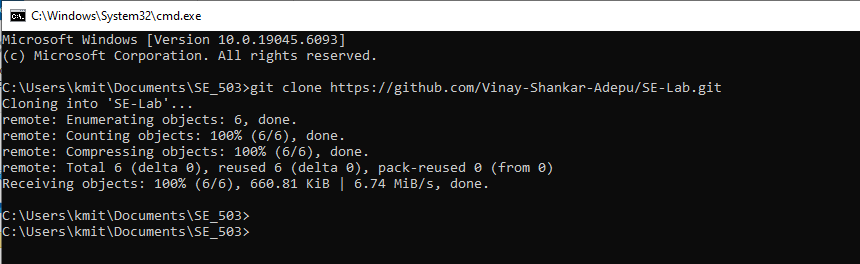 C:\Windows\System32\cmd.exe
Microsoft Windows [Version 10.0.19045.6093]
(c) Microsoft Corporation. All rights reserved.
C:\Users\kmit\Documents\SE_503>git clone https://github.com/Vinay-Shankar-Adepu/SE-Lab.git
Cloning into 'SE-Lab'...
remote: Enumerating objects: 6, done.
remote: Counting objects: 100% (6/6), done.
remote: Compressing objects: 100% (6/6), done.
remote: Total 6 (delta 0), reused 6 (delta 0), pack-reused 0 (from 0)
Receiving objects: 100% (6/6), 660.81 KiB | 6.74 MiB/s, done.
C:\Users\kmit\Documents\SE_503>
C:\Users\kmit\Documents\SE_503>